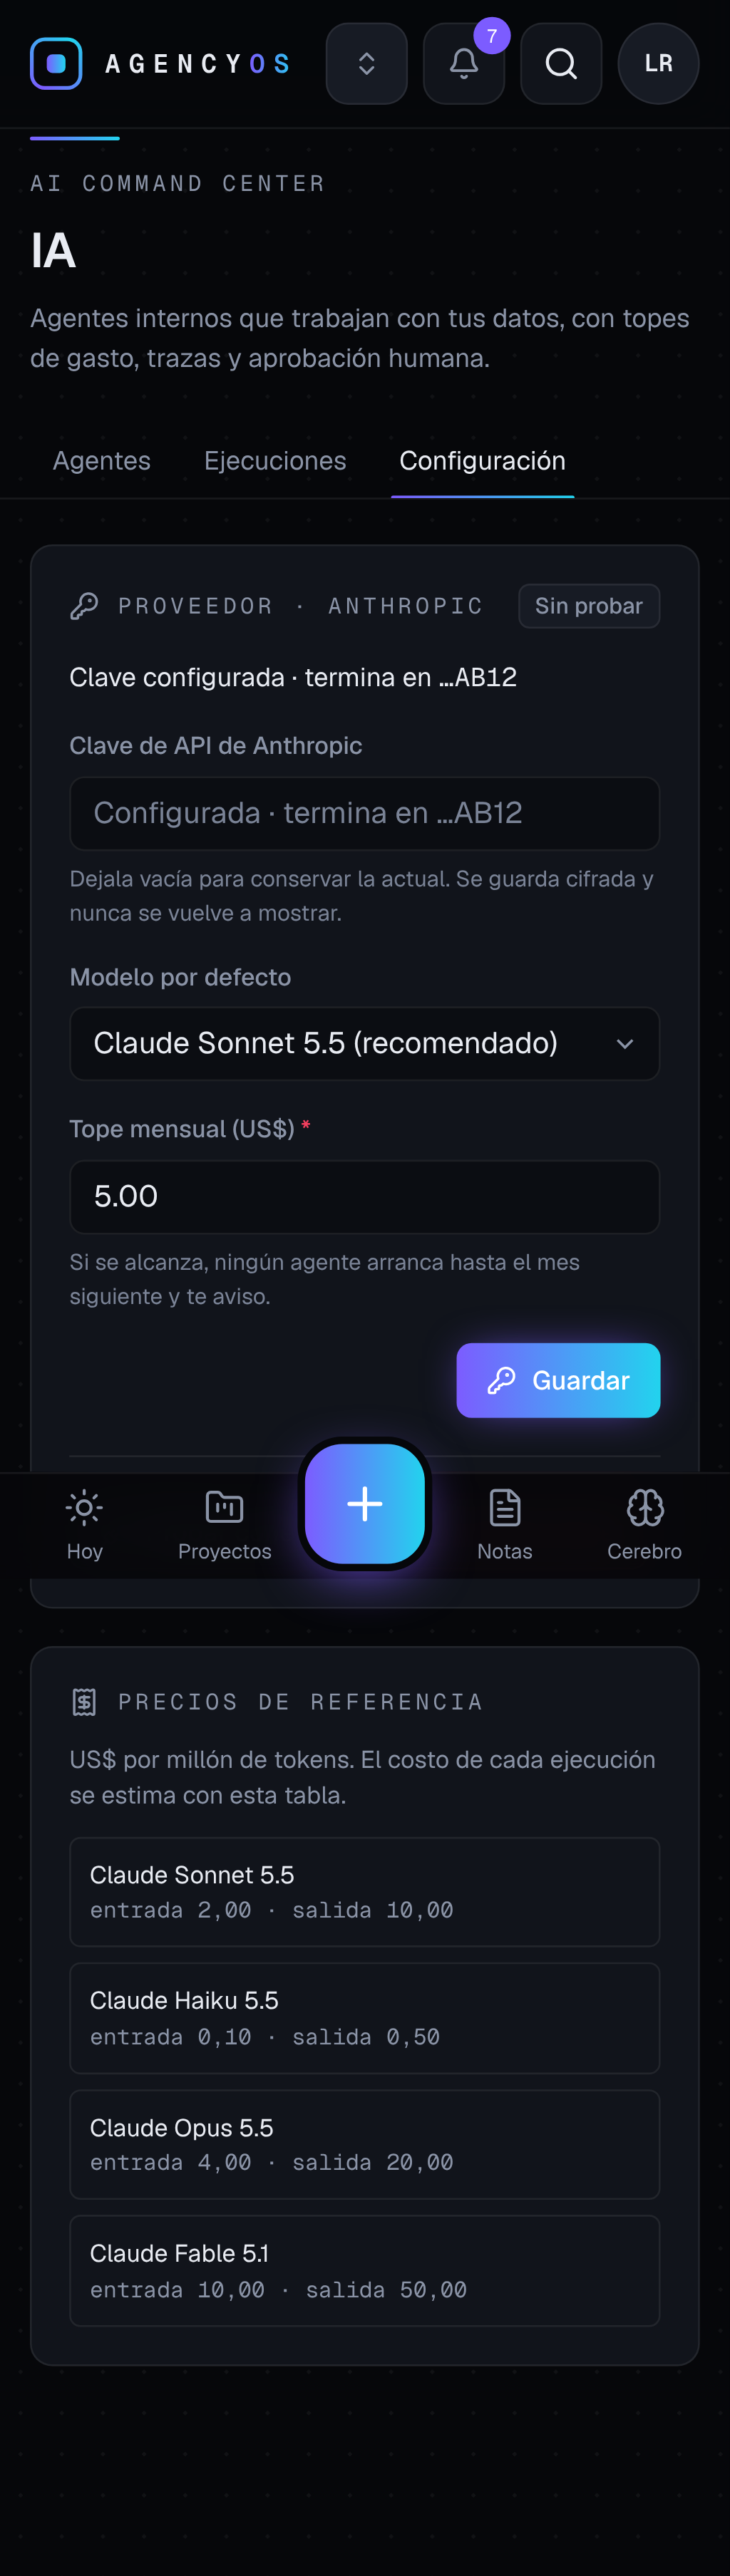 AGENCYOS
7
LR
AI COMMAND CENTER
IA
Agentes internos que trabajan con tus datos, con topes
de gasto, trazas y aprobación humana.
Agentes
Ejecuciones
Configuración
PROVEEDOR · ANTHROPIC
Sin probar
Clave configurada · termina en …AB12
Clave de API de Anthropic
Configurada · termina en …AB12
Dejala vacía para conservar la actual. Se guarda cifrada y
nunca se vuelve a mostrar.
Modelo por defecto
Claude Sonnet 5.5 (recomendado)
Tope mensual (US$) *
5.00
Si se alcanza, ningún agente arranca hasta el mes
siguiente y te aviso.
Guardar
Hoy
Proyectos
Notas
Cerebro
PRECIOS DE REFERENCIA
US$ por millón de tokens. El costo de cada ejecución
se estima con esta tabla.
Claude Sonnet 5.5
entrada 2,00 · salida 10,00
Claude Haiku 5.5
entrada 0,10 · salida 0,50
Claude Opus 5.5
entrada 4,00 · salida 20,00
Claude Fable 5.1
entrada 10,00 · salida 50,00